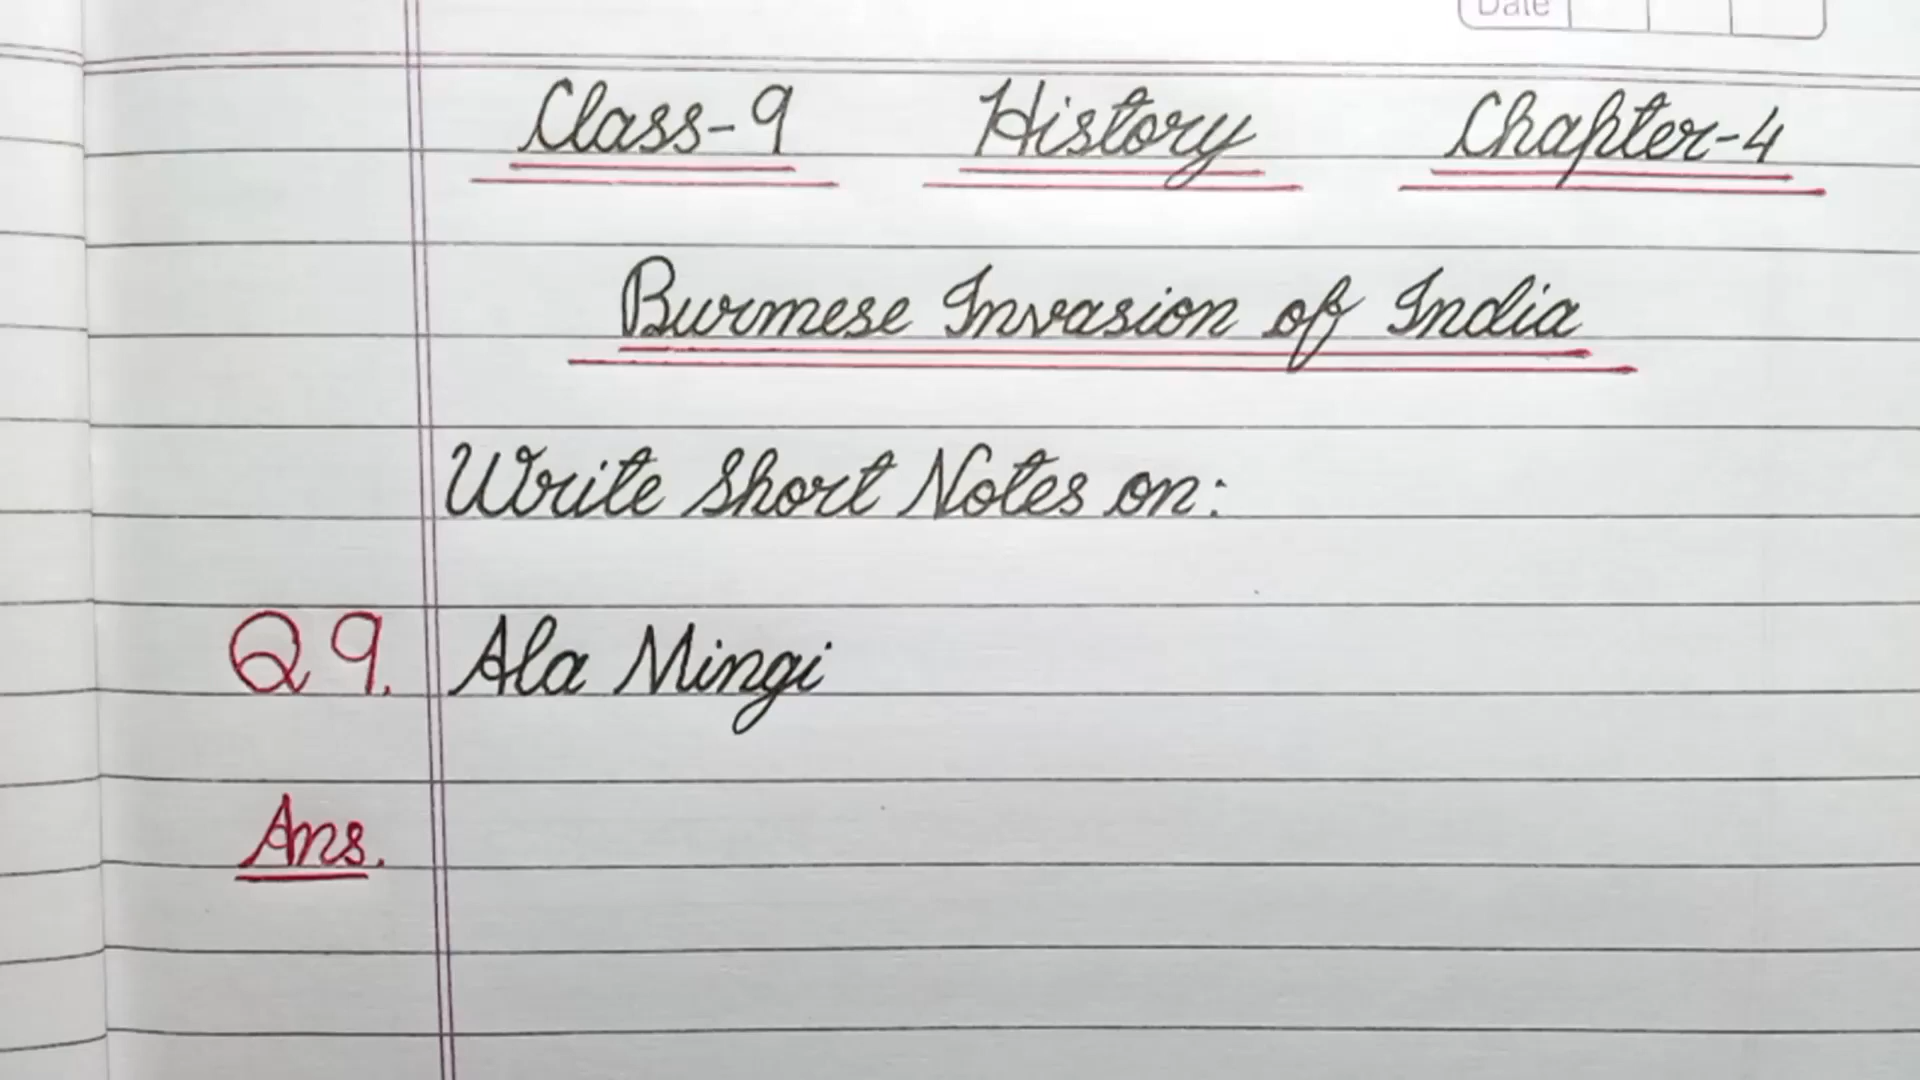 Date
Class-9 History Chapter-4
Burmese Invasion of India
Write Short Notes on:
Q9. Ala Mingi
Ans.